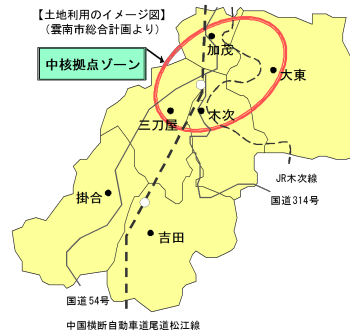 【土地利用のイメージ図】
（雲南市総合計画より）
中核拠点ゾーン
加茂
大東
三刀屋
木次
JR木次線
国道314号
掛合
吉田
国道54号
中国横断自動車道尾道松江線